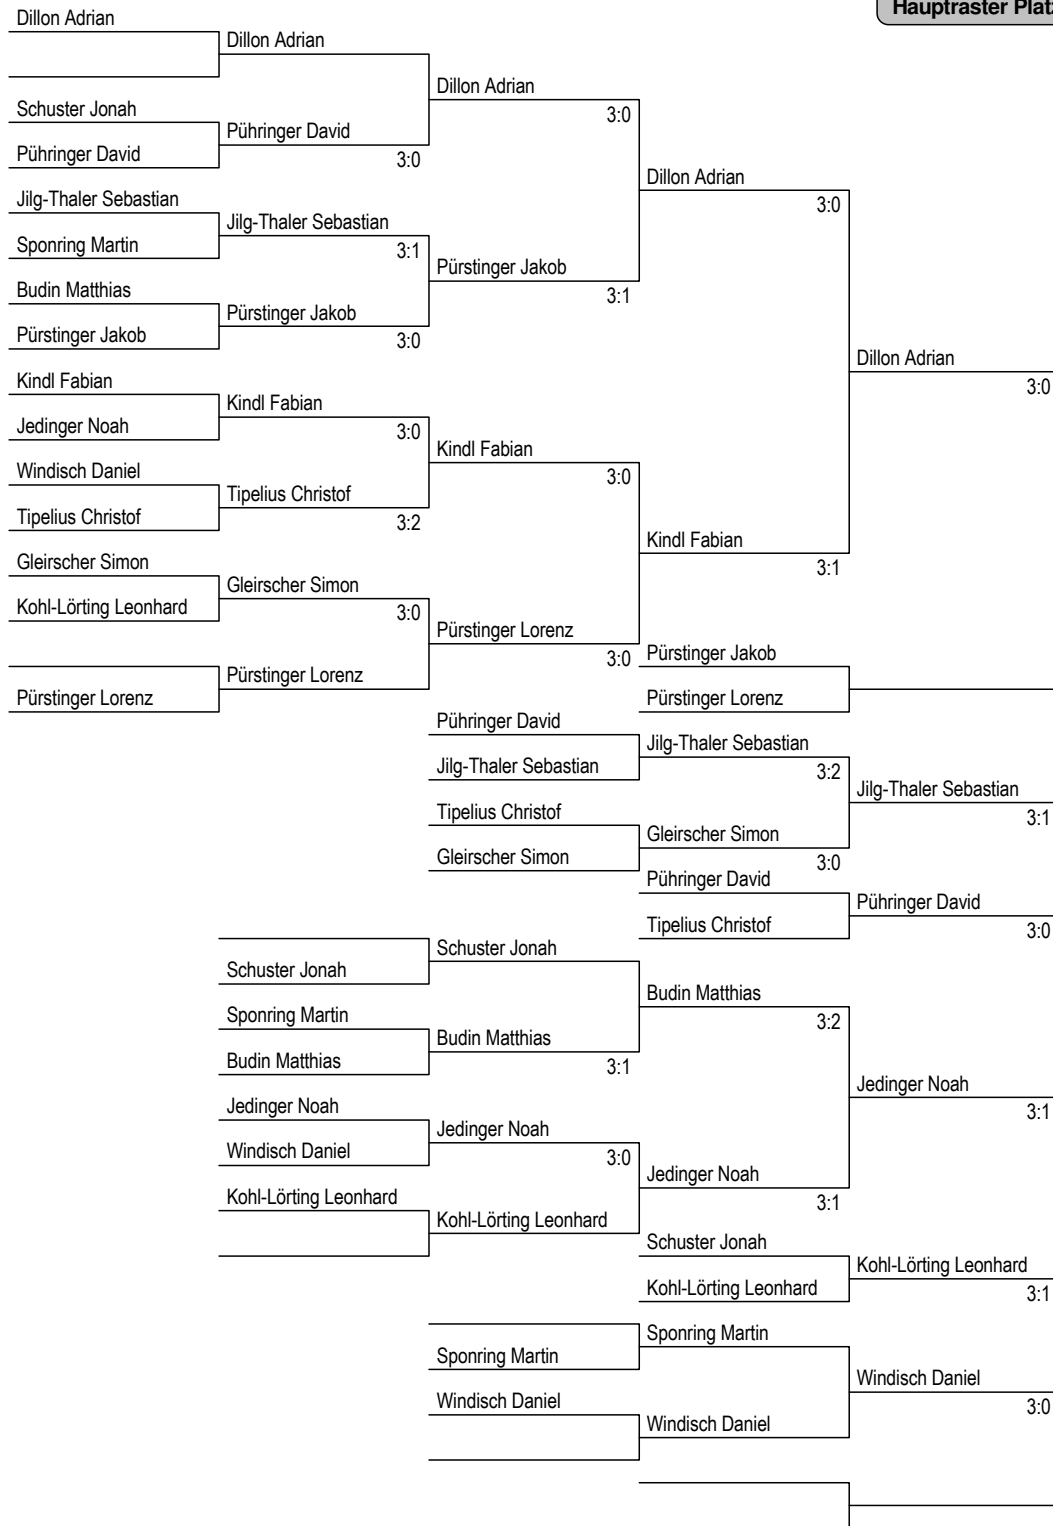 Hauptraster Platz
Dillon Adrian
Dillon Adrian
Dillon Adrian
3:0
Schuster Jonah
Pühringer David
Pühringer David
3:0
Dillon Adrian
3:0
Jilg-Thaler Sebastian
Jilg-Thaler Sebastian
3:1
Sponring Martin
Pürstinger Jakob
3:1
Budin Matthias
Pürstinger Jakob
3:0
Pürstinger Jakob
Dillon Adrian
3:0
Kindl Fabian
Kindl Fabian
3:0
Jedinger Noah
Kindl Fabian
3:0
Windisch Daniel
Tipelius Christof
3:2
Tipelius Christof
Kindl Fabian
3:1
Gleirscher Simon
Gleirscher Simon
3:0
Kohl-Lörting Leonhard
Pürstinger Lorenz
3:0
Pürstinger Jakob
Pürstinger Lorenz
Pürstinger Lorenz
Pürstinger Lorenz
Pühringer David
Jilg-Thaler Sebastian
3:2
Jilg-Thaler Sebastian
Jilg-Thaler Sebastian
3:1
Tipelius Christof
Gleirscher Simon
3:0
Gleirscher Simon
Pühringer David
Pühringer David
3:0
Tipelius Christof
Schuster Jonah
Schuster Jonah
Budin Matthias
3:2
Sponring Martin
Budin Matthias
3:1
Budin Matthias
Jedinger Noah
3:1
Jedinger Noah
Jedinger Noah
3:0
Windisch Daniel
Jedinger Noah
3:1
Kohl-Lörting Leonhard
Kohl-Lörting Leonhard
Schuster Jonah
Kohl-Lörting Leonhard
3:1
Kohl-Lörting Leonhard
Sponring Martin
Sponring Martin
Windisch Daniel
3:0
Windisch Daniel
Windisch Daniel